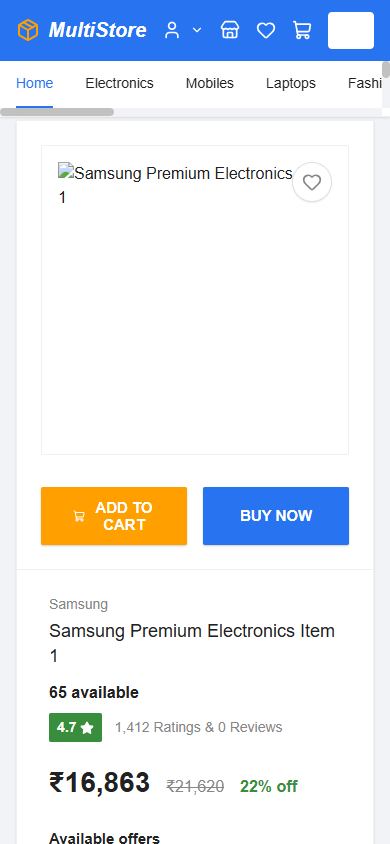 MultiStore
Home Electronics Mobiles Laptops Fashi
Samsung Premium Electronics
1
ADD TO
CART
BUY NOW
Samsung
Samsung Premium Electronics Item
1
65 available
4.7 1,412 Ratings & 0 Reviews
₹16,863 ₹21,620 22% off
Available offers